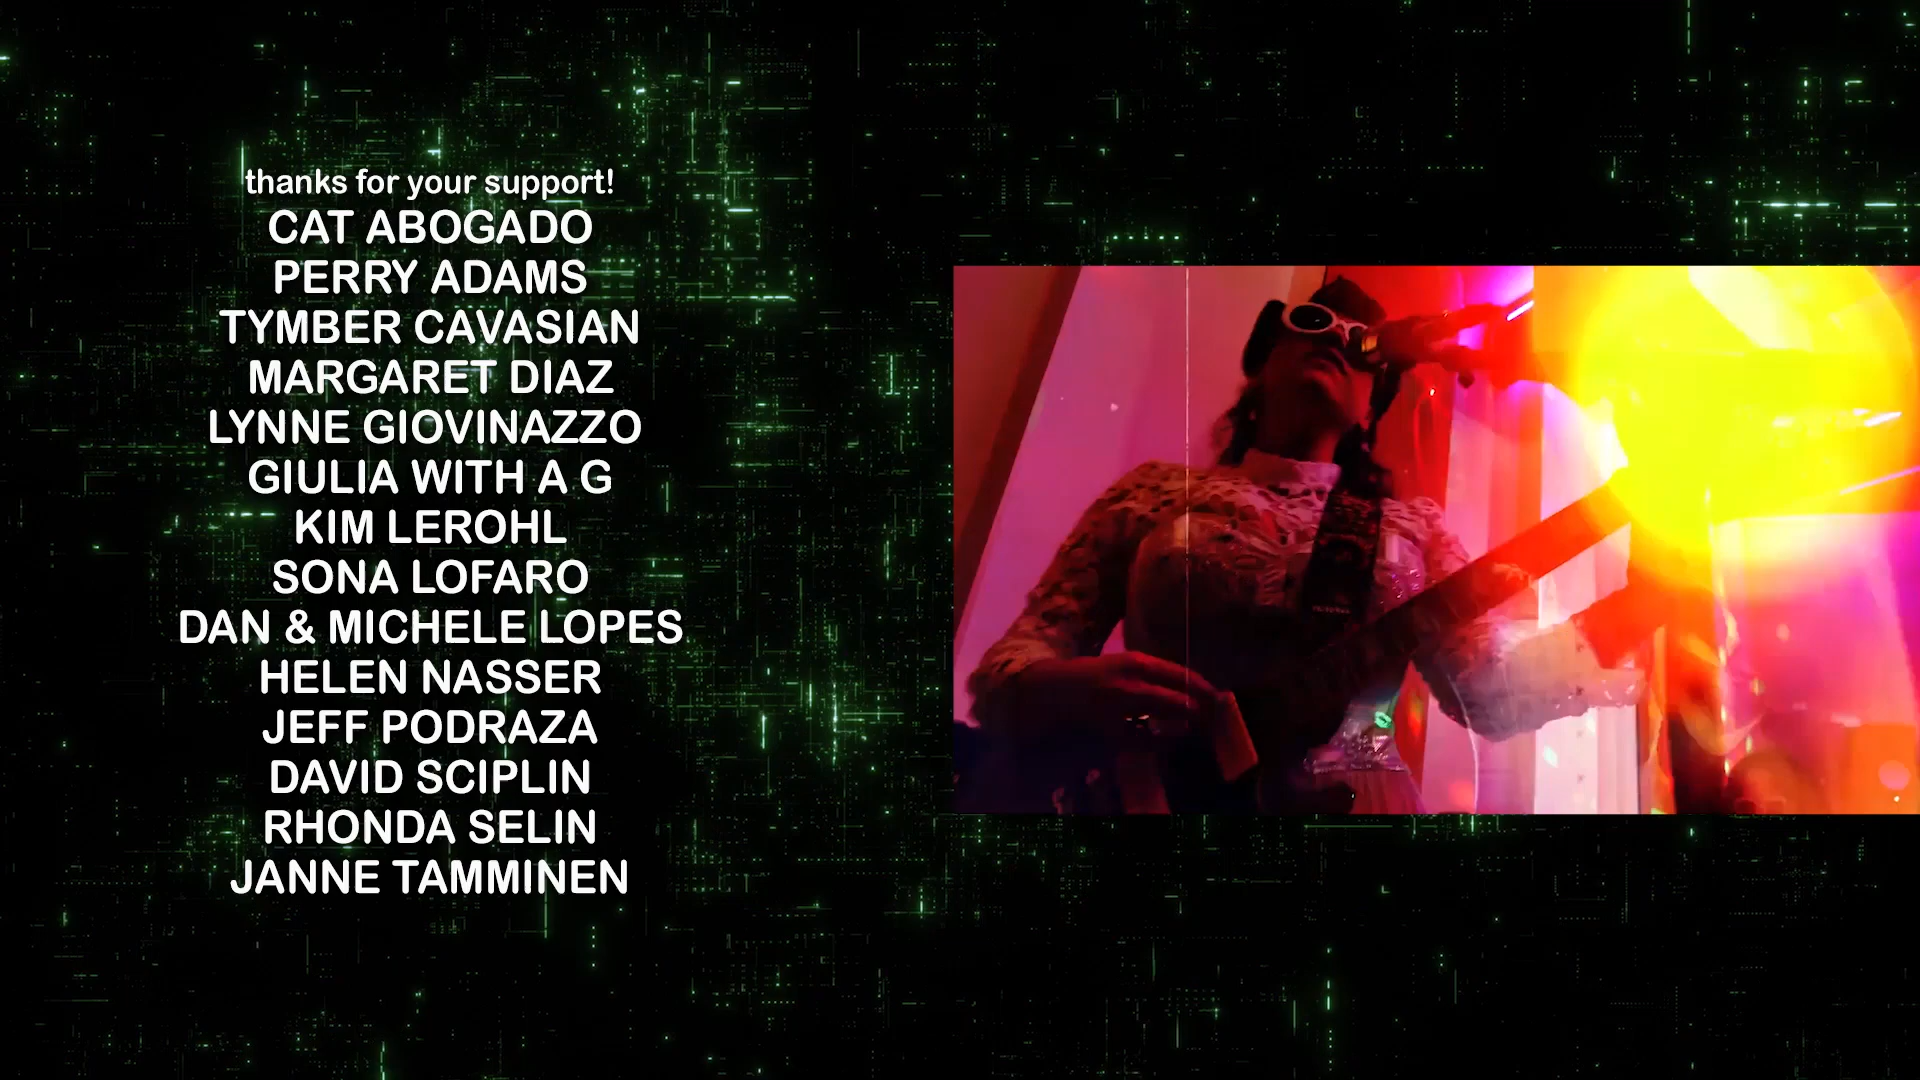 thanks for your support!
CAT ABOGADO
PERRY ADAMS
TYMBER CAVASIAN
MARGARET DIAZ
LYNNE GIOVINAZZO
GIULIA WITH A G
KIM LEROHL
SONA LOFARO
DAN & MICHELE LOPES
HELEN NASSER
JEFF PODRAZA
DAVID SCIPLIN
RHONDA SELIN
JANNE TAMMINEN